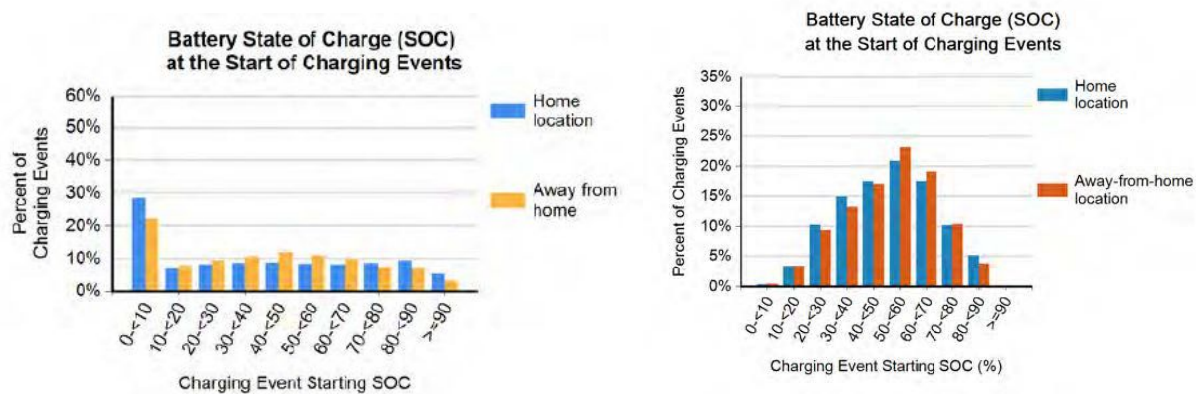 Battery State of Charge (SOC)
at the Start of Charging Events
60%
50%
40%
30%
20%
10%
0%
Percent of
Charging Events
0-<10
10-<20
20-<30
30-<40
40-<50
50-<60
60-<70
70-<80
80-<90
>=90
Charging Event Starting SOC
Home
location
Away from
home
Battery State of Charge (SOC)
at the Start of Charging Events
35%
30%
25%
20%
15%
10%
5%
0%
Percent of Charging Events
0-<10
10-<20
20-<30
30-<40
40-<50
50-<60
60-<70
70-<80
80-<90
>=90
Charging Event Starting SOC (%)
Home
location
Away-from-home
location